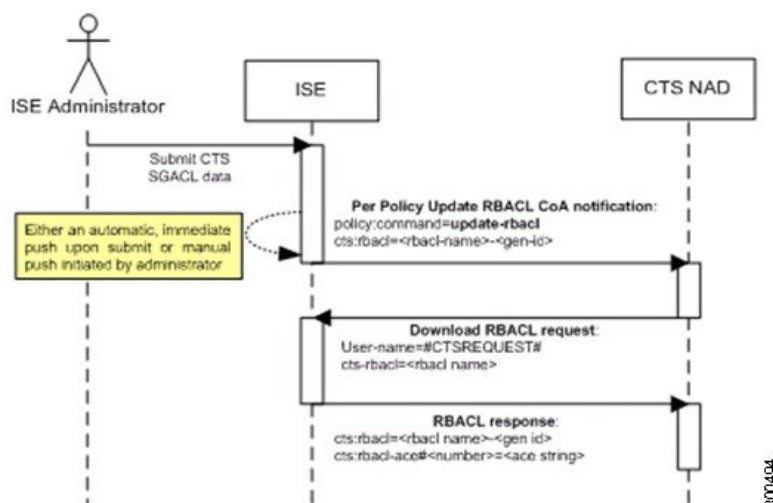 ISE Administrator
ISE
CTS NAD
Submit CTS
SGACL data
Either an automatic, immediate
push upon submit or manual
push initiated by administrator
Per Policy Update RBACL CoA notification:
policy:command=update-rbacl
cts:rbacl=<rbacl-name>-<gen-id>
Download RBACL request:
User-name=#CTSREQUEST#
cts-rbacl=<rbacl name>
RBACL response:
cts:rbacl=<rbacl name>-<gen id>
cts:rbacl-ace#<number>=<ace string>